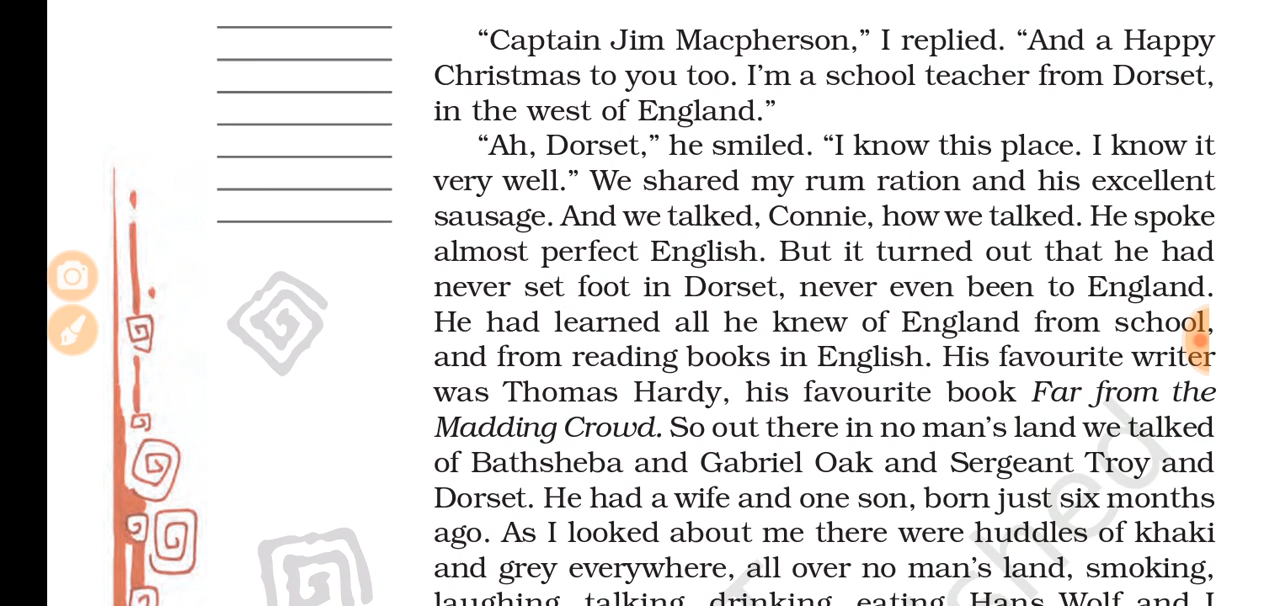 “Captain Jim Macpherson,” I replied. “And a Happy
Christmas to you too. I’m a school teacher from Dorset,
in the west of England.”
“Ah, Dorset,” he smiled. “I know this place. I know it
very well.” We shared my rum ration and his excellent
sausage. And we talked, Connie, how we talked. He spoke
almost perfect English. But it turned out that he had
never set foot in Dorset, never even been to England.
He had learned all he knew of England from school,
and from reading books in English. His favourite writer
was Thomas Hardy, his favourite book Far from the
Madding Crowd. So out there in no man’s land we talked
of Bathsheba and Gabriel Oak and Sergeant Troy and
Dorset. He had a wife and one son, born just six months
ago. As I looked about me there were huddles of khaki
and grey everywhere, all over no man’s land, smoking,
laughing, talking, drinking, eating. Hans Wolf and I